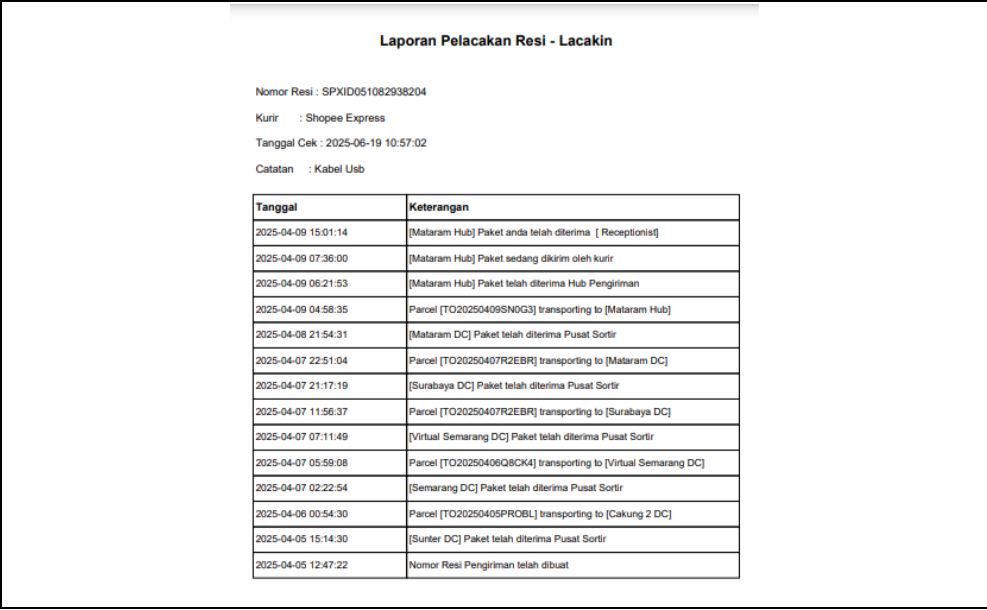 Laporan Pelacakan Resi - Lacakin
Nomor Resi : SPXID051082938204
Kurir : Shopee Express
Tanggal Cek : 2025-06-19 10:57:02
Catatan : Kabel Usb
Tanggal Keterangan
2025-04-09 15:01:14 [Mataram Hub] Paket anda telah diterima [ Receptionist]
2025-04-09 07:36:00 [Mataram Hub] Paket sedang dikirim oleh kurir
2025-04-09 06:21:53 [Mataram Hub] Paket telah diterima Hub Pengiriman
2025-04-09 04:58:35 Parcel [TO20250409SN0G3] transporting to [Mataram Hub]
2025-04-08 21:54:31 [Mataram DC] Paket telah diterima Pusat Sortir
2025-04-07 22:51:04 Parcel [TO20250407R2EBR] transporting to [Mataram DC]
2025-04-07 21:17:19 [Surabaya DC] Paket telah diterima Pusat Sortir
2025-04-07 11:56:37 Parcel [TO20250407R2EBR] transporting to [Surabaya DC]
2025-04-07 07:11:49 [Virtual Semarang DC] Paket telah diterima Pusat Sortir
2025-04-07 05:59:08 Parcel [TO20250406Q8CK4] transporting to [Virtual Semarang DC]
2025-04-07 02:22:54 [Semarang DC] Paket telah diterima Pusat Sortir
2025-04-06 00:54:30 Parcel [TO20250405PROBL] transporting to [Cakung 2 DC]
2025-04-05 15:14:30 [Sunter DC] Paket telah diterima Pusat Sortir
2025-04-05 12:47:22 Nomor Resi Pengiriman telah dibuat